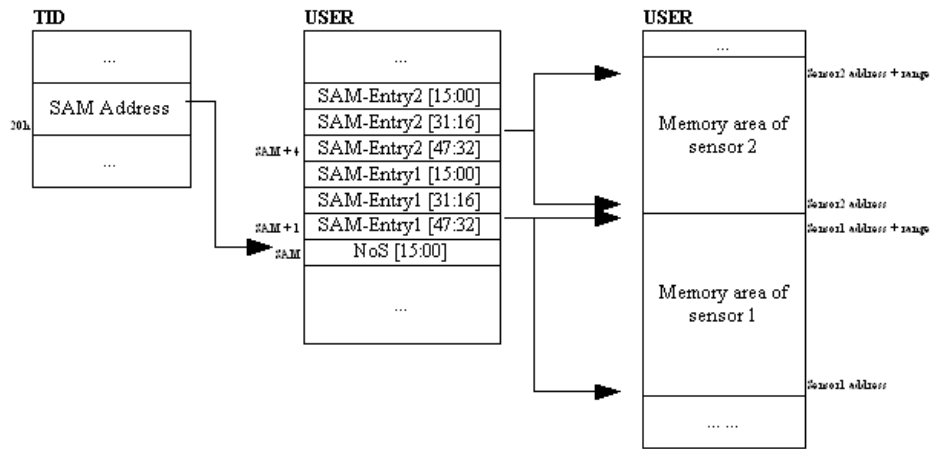 TID
...
SAM Address
20h
...
USER
...
SAM-Entry2 [15:00]
SAM-Entry2 [31:16]
SAM-Entry2 [47:32]
SAM + 4
SAM-Entry1 [15:00]
SAM-Entry1 [31:16]
SAM-Entry1 [47:32]
SAM + 1
NoS [15:00]
SAM
...
USER
...
Sensor2 address + range
Memory area of
sensor 2
Sensor2 address
Sensor1 address + range
Memory area of
sensor 1
Sensor1 address
... ...